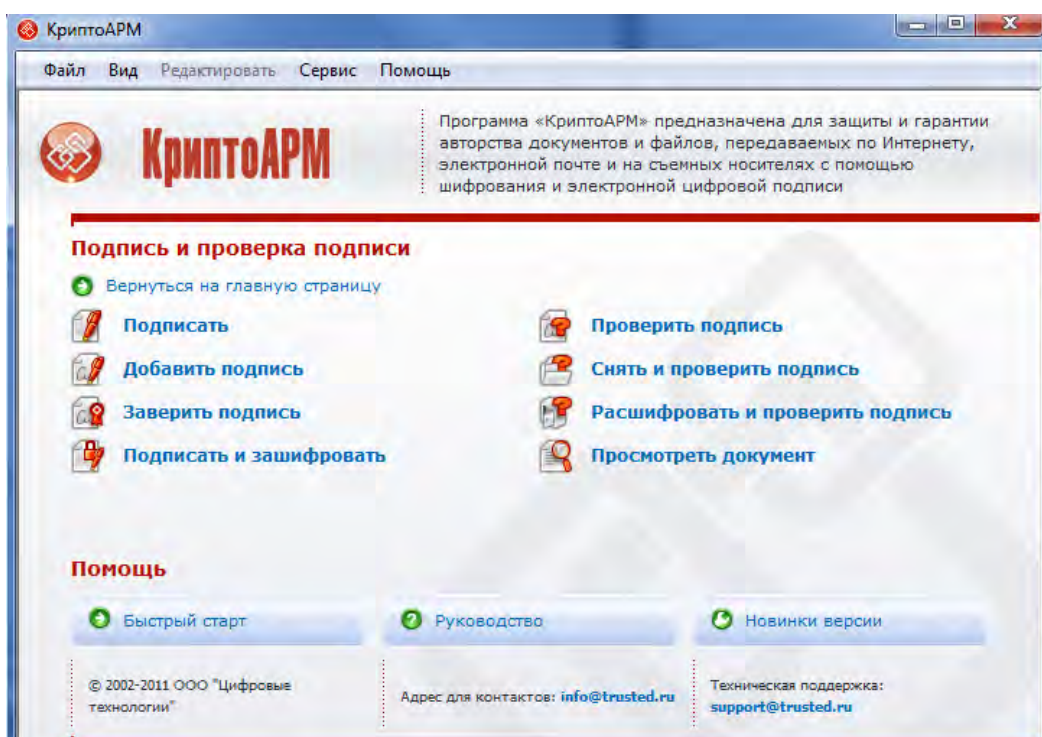 КриптоАРМ
Файл Вид Редактировать Сервис Помощь
КриптоАРМ
Программа «КриптоАРМ» предназначена для защиты и гарантии
авторства документов и файлов, передаваемых по Интернету,
электронной почте и на съемных носителях с помощью
шифрования и электронной цифровой подписи
Подпись и проверка подписи
Вернуться на главную страницу
Подписать
Проверить подпись
Добавить подпись
Снять и проверить подпись
Заверить подпись
Расшифровать и проверить подпись
Подписать и зашифровать
Просмотреть документ
Помощь
Быстрый старт
Руководство
Новинки версии
© 2002-2011 ООО "Цифровые
технологии"
Адрес для контактов: info@trusted.ru
Техническая поддержка:
support@trusted.ru